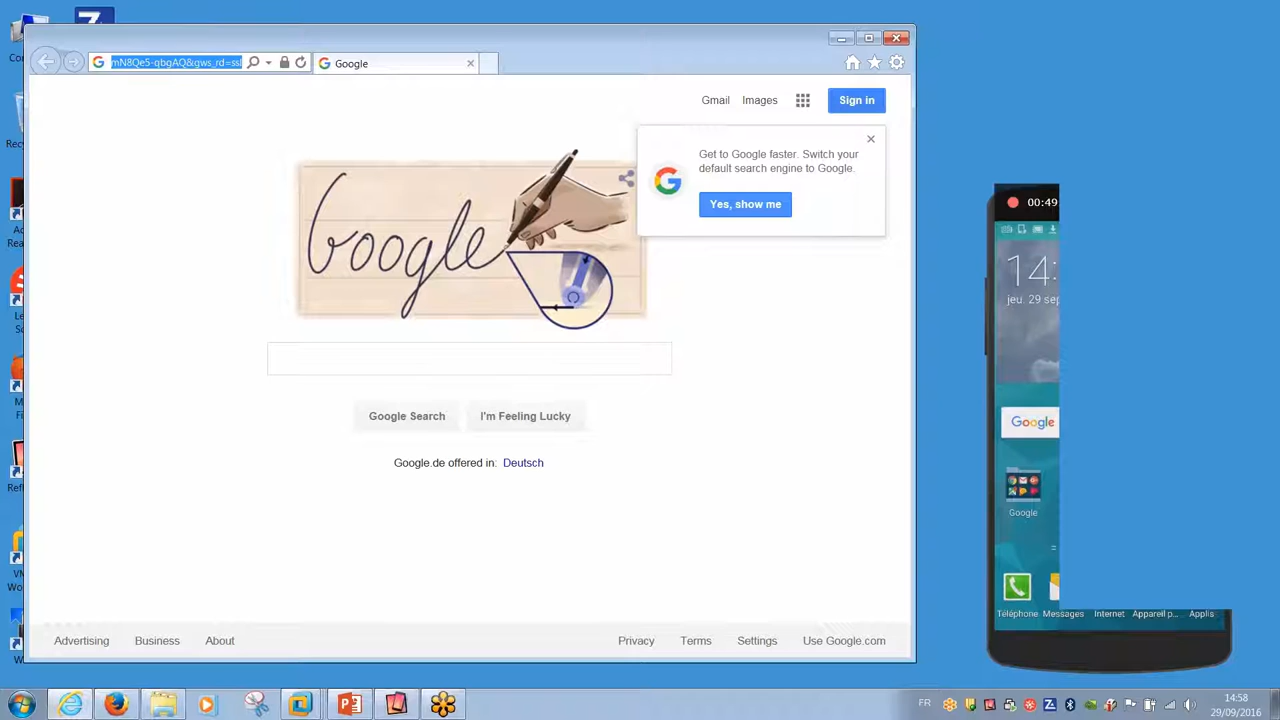 mN8Qe5-qbgAQ&gws_rd=ssl
Google
Gmail
Images
Sign in
Get to Google faster. Switch your
default search engine to Google.
Yes, show me
Google
Google Search
I'm Feeling Lucky
Google.de offered in: Deutsch
Advertising
Business
About
Privacy
Terms
Settings
Use Google.com
00:49
14:
jeu. 29 sep
Google
Google
Téléphone
Messages
Internet
Appareil p...
Applis
FR
14:58
29/09/2016